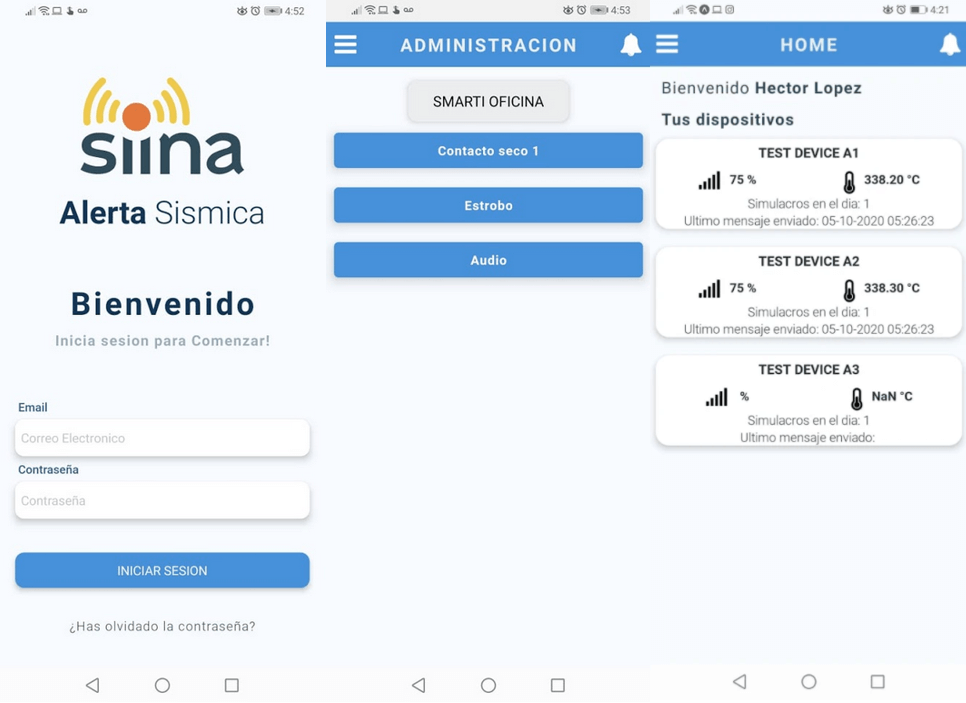 4:52
siina
Alerta Sismica
Bienvenido
Inicia sesion para Comenzar!
Email
Correo Electronico
Contraseña
Contraseña
INICIAR SESION
¿Has olvidado la contraseña?
4:53
ADMINISTRACION
SMARTI OFICINA
Contacto seco 1
Estrobo
Audio
4:21
HOME
Bienvenido Hector Lopez
Tus dispositivos
TEST DEVICE A1
75 % 338.20 °C
Simulacros en el dia: 1
Ultimo mensaje enviado: 05-10-2020 05:26:23
TEST DEVICE A2
75 % 338.30 °C
Simulacros en el dia: 1
Ultimo mensaje enviado: 05-10-2020 05:26:23
TEST DEVICE A3
% NaN °C
Simulacros en el dia: 1
Ultimo mensaje enviado: